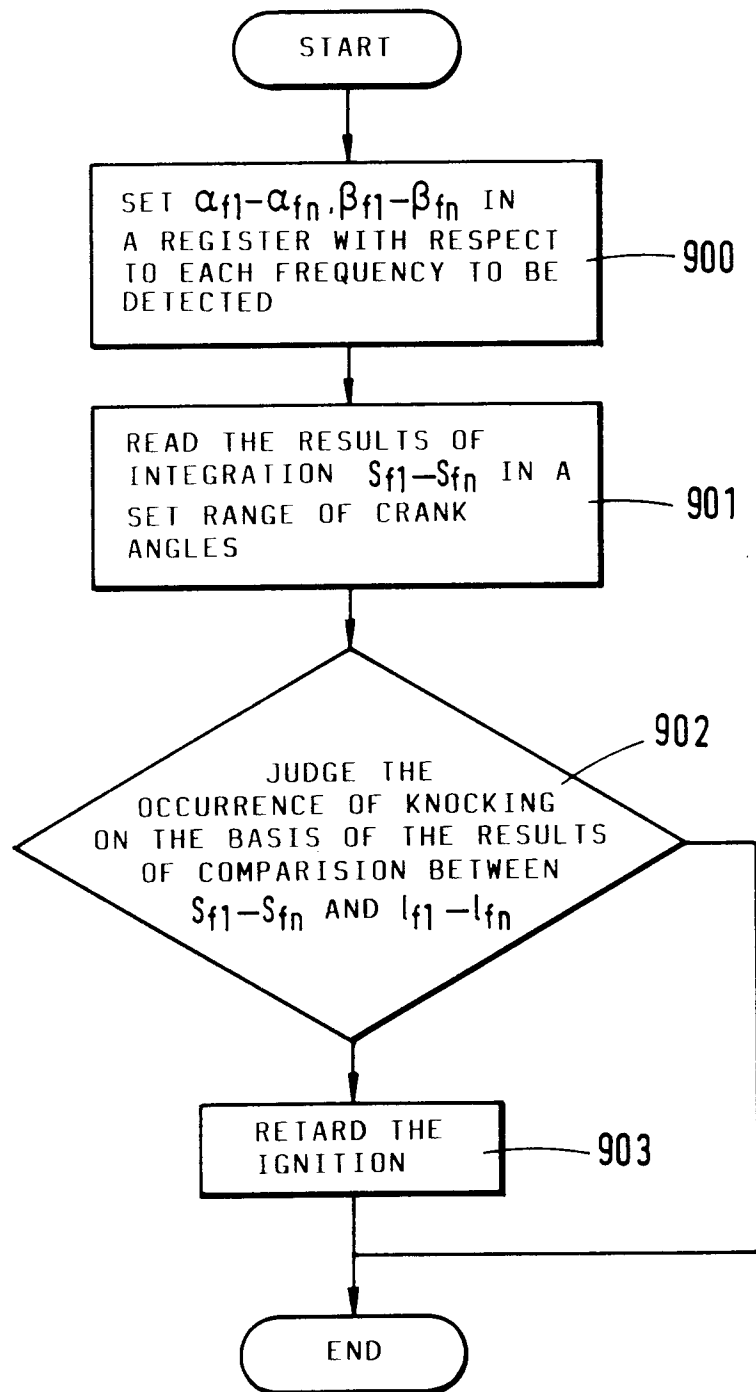 START
SET αf1-αfn, βf1-βfn IN
A REGISTER WITH RESPECT
TO EACH FREQUENCY TO BE
DETECTED
900
READ THE RESULTS OF
INTEGRATION Sf1-Sfn IN A
SET RANGE OF CRANK
ANGLES
901
902
JUDGE THE
OCCURRENCE OF KNOCKING
ON THE BASIS OF THE RESULTS
OF COMPARISION BETWEEN
Sf1-Sfn AND lf1-lfn
RETARD THE
IGNITION
903
END